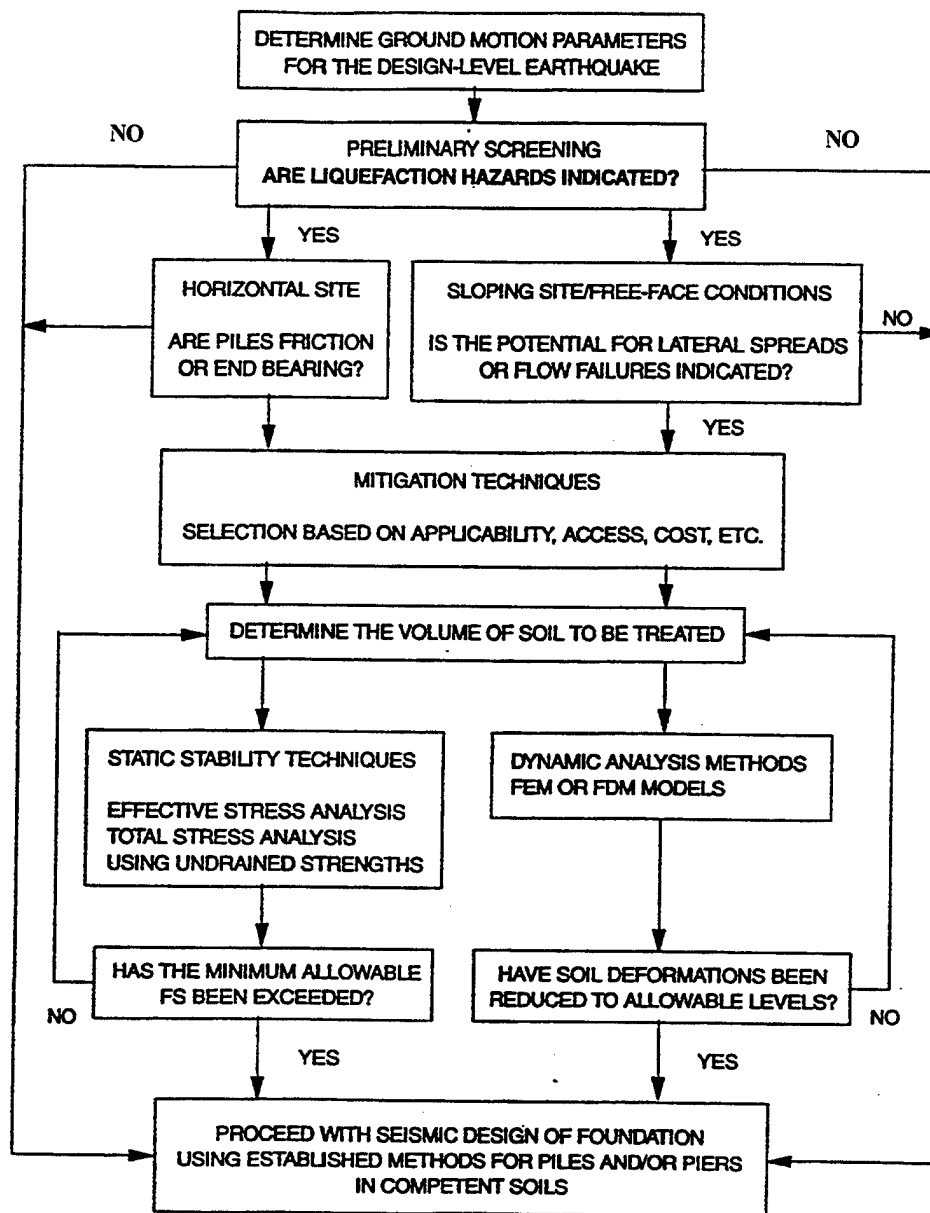 DETERMINE GROUND MOTION PARAMETERS
FOR THE DESIGN-LEVEL EARTHQUAKE
NO
NO
PRELIMINARY SCREENING
ARE LIQUEFACTION HAZARDS INDICATED?
YES
YES
HORIZONTAL SITE
ARE PILES FRICTION
OR END BEARING?
SLOPING SITE/FREE-FACE CONDITIONS
IS THE POTENTIAL FOR LATERAL SPREADS
OR FLOW FAILURES INDICATED?
NO
YES
MITIGATION TECHNIQUES
SELECTION BASED ON APPLICABILITY, ACCESS, COST, ETC.
DETERMINE THE VOLUME OF SOIL TO BE TREATED
STATIC STABILITY TECHNIQUES
EFFECTIVE STRESS ANALYSIS
TOTAL STRESS ANALYSIS
USING UNDRAINED STRENGTHS
DYNAMIC ANALYSIS METHODS
FEM OR FDM MODELS
HAS THE MINIMUM ALLOWABLE
FS BEEN EXCEEDED?
NO
HAVE SOIL DEFORMATIONS BEEN
REDUCED TO ALLOWABLE LEVELS?
NO
YES
YES
PROCEED WITH SEISMIC DESIGN OF FOUNDATION
USING ESTABLISHED METHODS FOR PILES AND/OR PIERS
IN COMPETENT SOILS